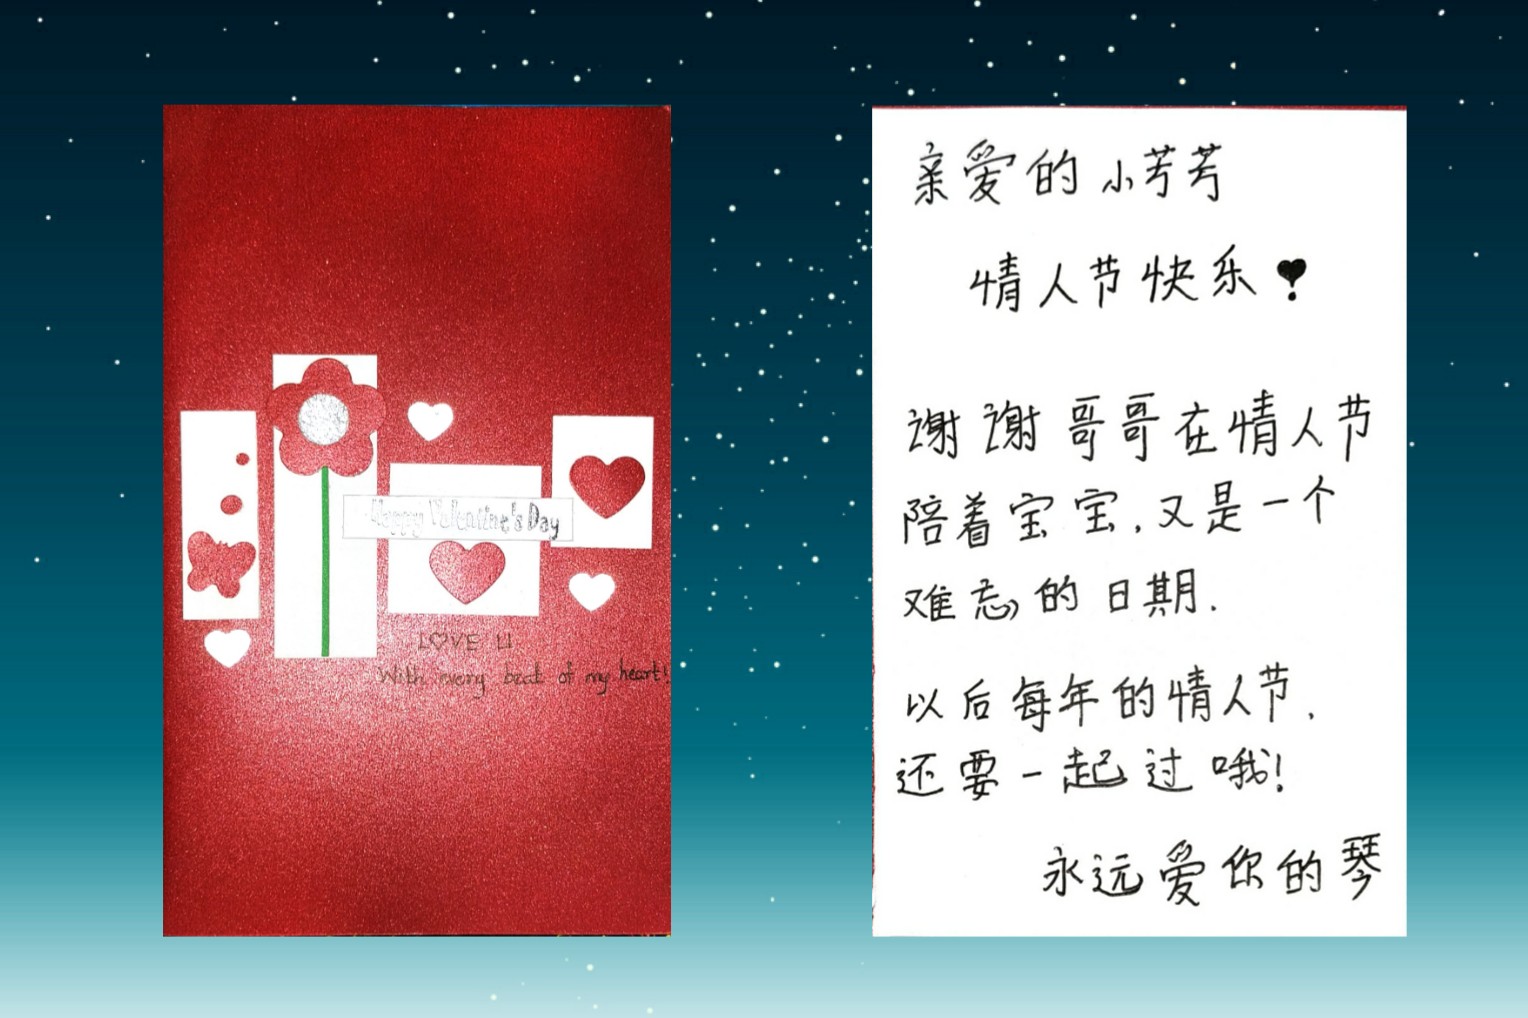 Happy Valentine's Day
LOVE U
With every beat of my heart!
亲爱的小芳芳
情人节快乐
谢谢哥哥在情人节
陪着宝宝,又是一个
难忘的日期.
以后每年的情人节,
还要一起过哦!
永远爱你的琴